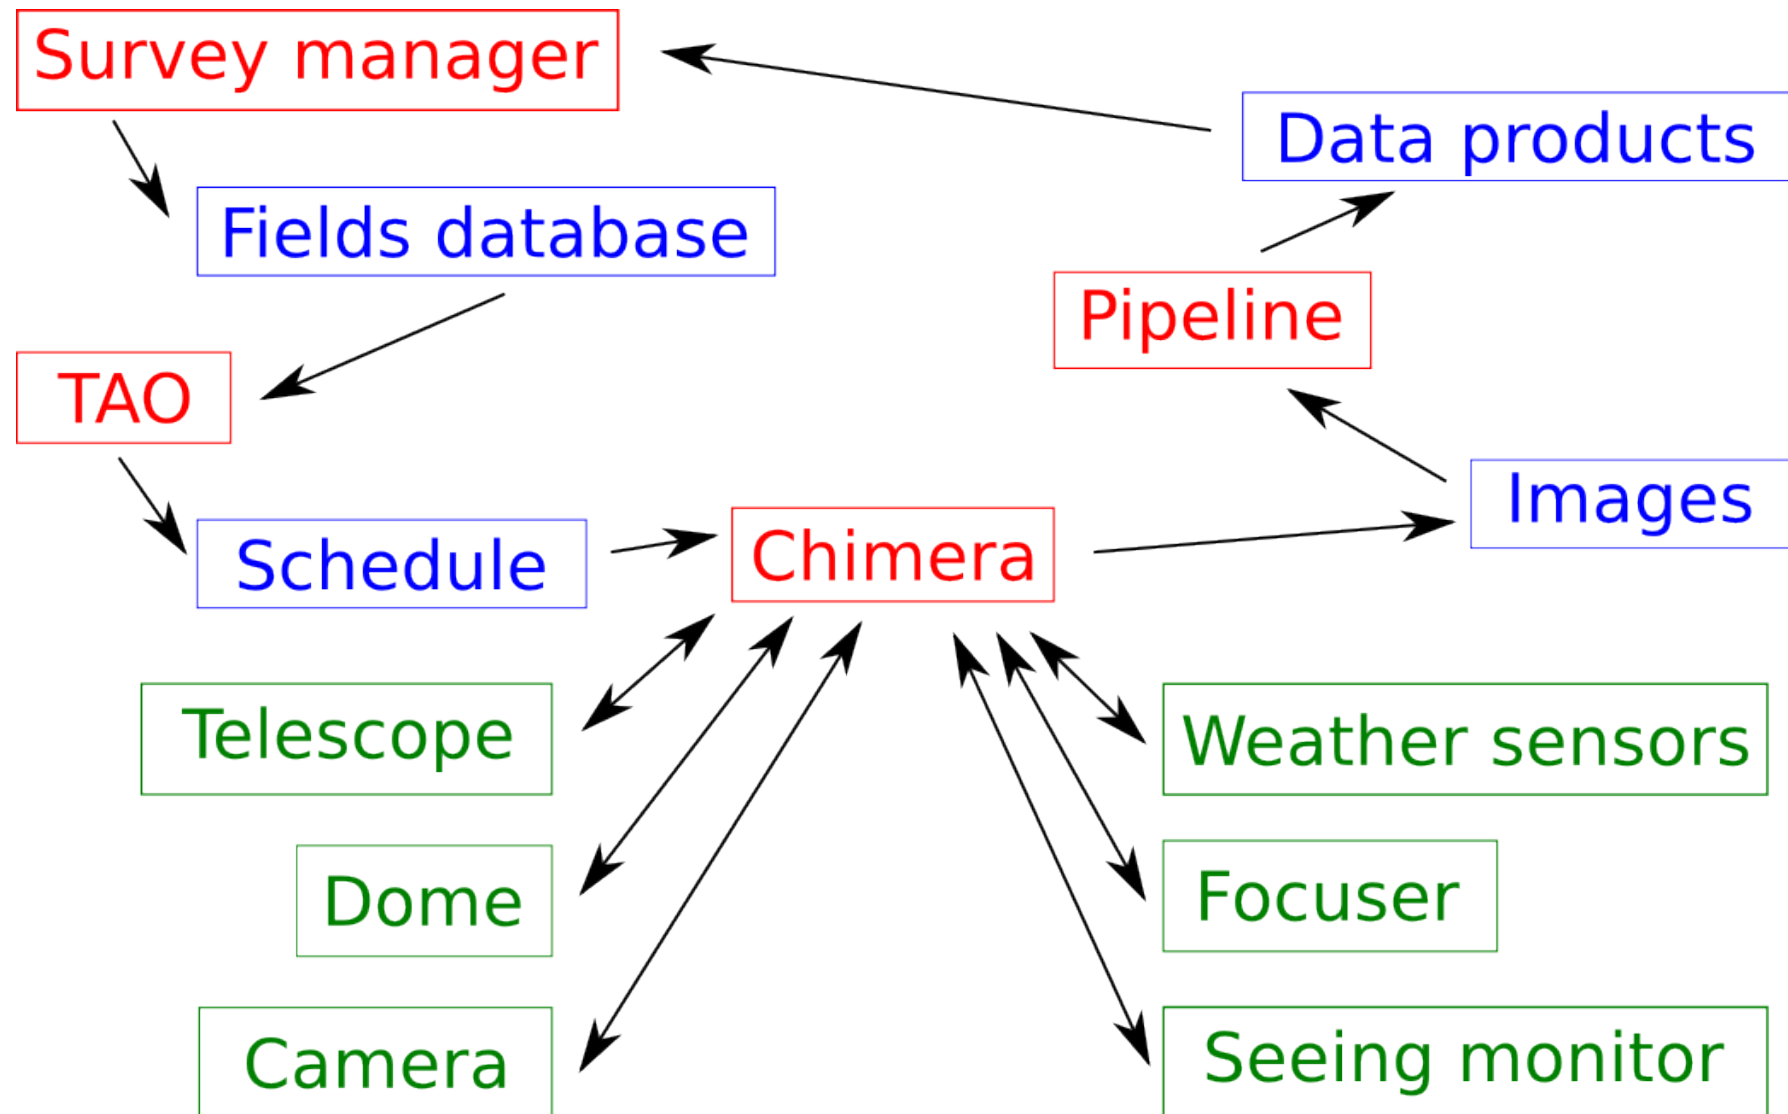 Survey manager
Data products
Fields database
Pipeline
TAO
Images
Schedule
Chimera
Telescope
Weather sensors
Dome
Focuser
Camera
Seeing monitor